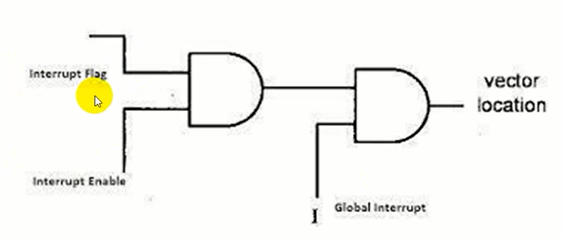 Interrupt Flag
vector
location
Interrupt Enable
I
Global Interrupt